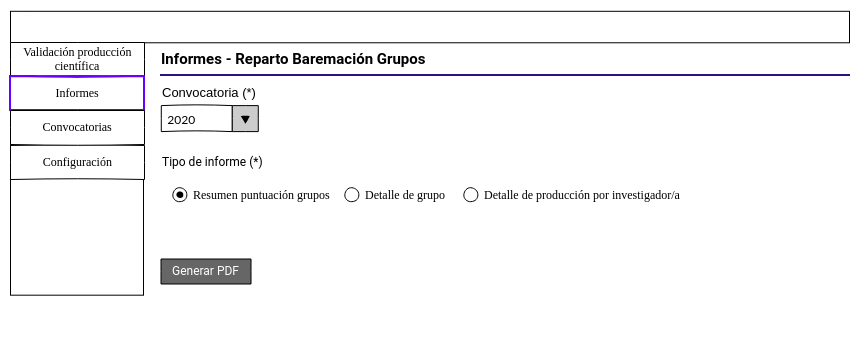 Validación producción
científica
Informes
Convocatorias
Configuración
Informes - Reparto Baremación Grupos
Convocatoria (*)
2020
Tipo de informe (*)
Resumen puntuación grupos Detalle de grupo Detalle de producción por investigador/a
Generar PDF